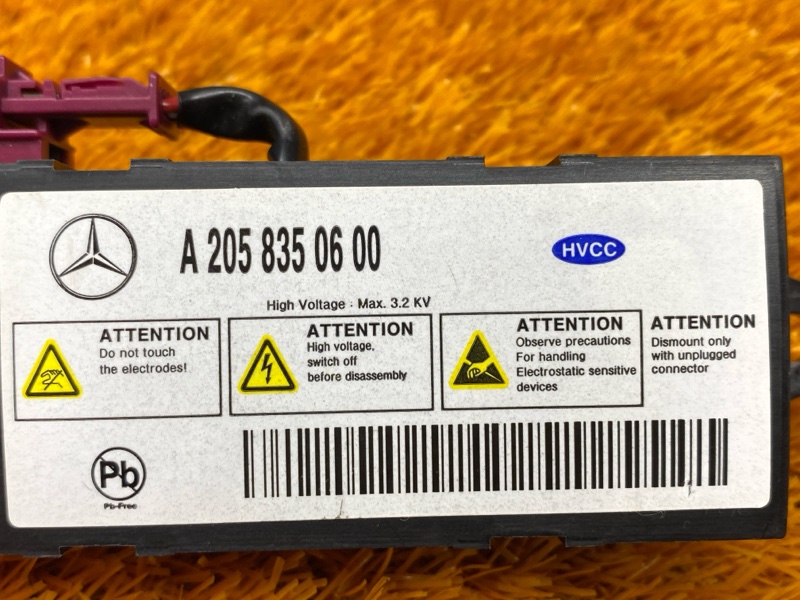 A 205 835 06 00
HVCC
High Voltage : Max. 3.2 KV
ATTENTION
Do not touch
the electrodes!
ATTENTION
High voltage,
switch off
before disassembly
ATTENTION
Observe precautions
For handling
Electrostatic sensitive
devices
ATTENTION
Dismount only
with unplugged
connector
Pb
Pb-Free